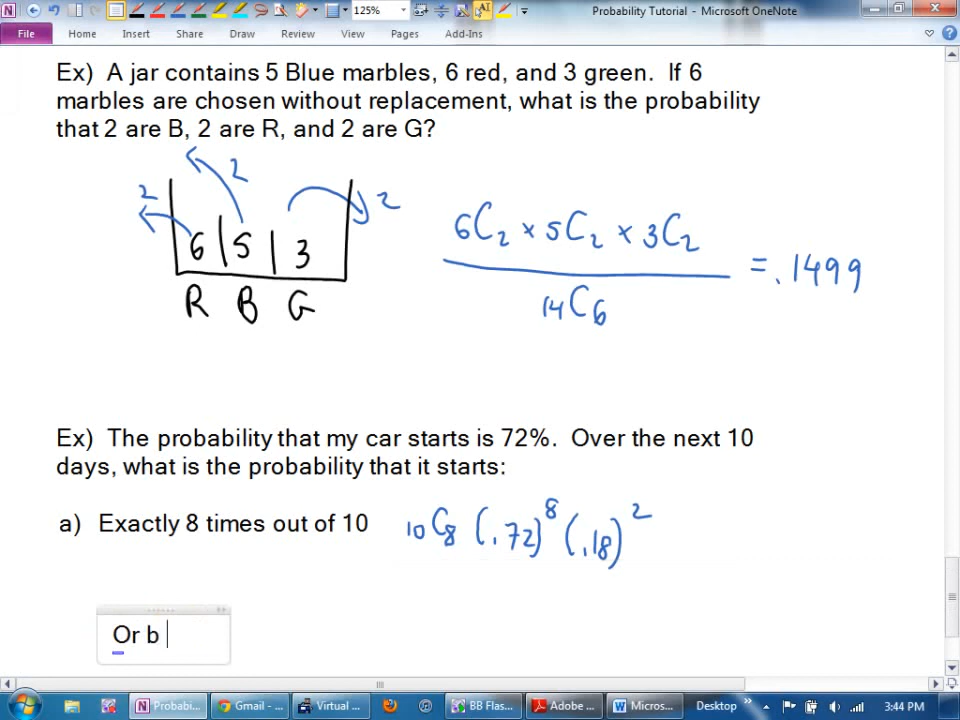 125%
Probability Tutorial - Microsoft OneNote
File Home Insert Share Draw Review View Pages Add-Ins
Ex) A jar contains 5 Blue marbles, 6 red, and 3 green. If 6
marbles are chosen without replacement, what is the probability
that 2 are B, 2 are R, and 2 are G?
2 2 2
6 5 3
R B G
6C2 × 5C2 × 3C2
14C6
= .1499
Ex) The probability that my car starts is 72%. Over the next 10
days, what is the probability that it starts:
a) Exactly 8 times out of 10
10C8 (.72)^8 (.18)^2
Or b
Probabi... Gmail - ... Virtual ... BB Flas... Adobe ... Micros... Desktop » 3:44 PM